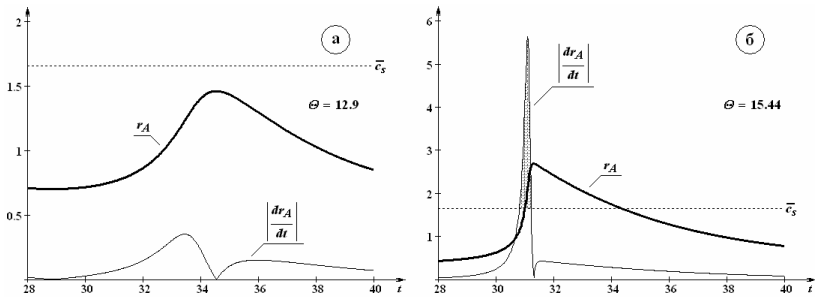 2
1.5
1
0.5
28 32 34 36 38 40 t
а
c̄s
Θ = 12.9
rA
|drA/dt|
6
5
4
3
2
1
28 30 32 34 36 38 40 t
б
|drA/dt|
Θ = 15.44
rA
c̄s